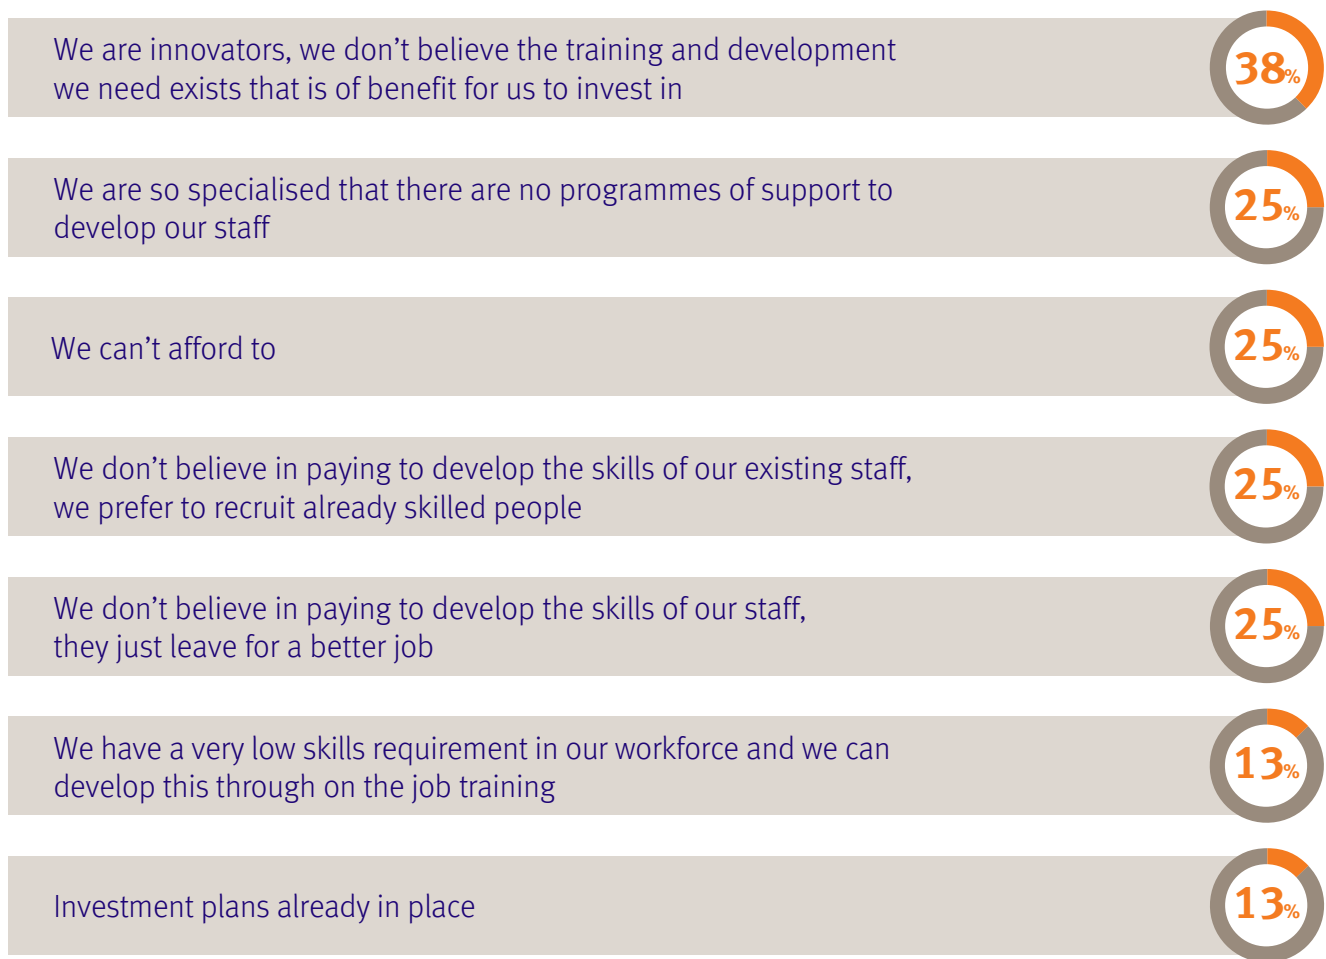 We are innovators, we don’t believe the training and development
we need exists that is of benefit for us to invest in
38%
We are so specialised that there are no programmes of support to
develop our staff
25%
We can’t afford to
25%
We don’t believe in paying to develop the skills of our existing staff,
we prefer to recruit already skilled people
25%
We don’t believe in paying to develop the skills of our staff,
they just leave for a better job
25%
We have a very low skills requirement in our workforce and we can
develop this through on the job training
13%
Investment plans already in place
13%